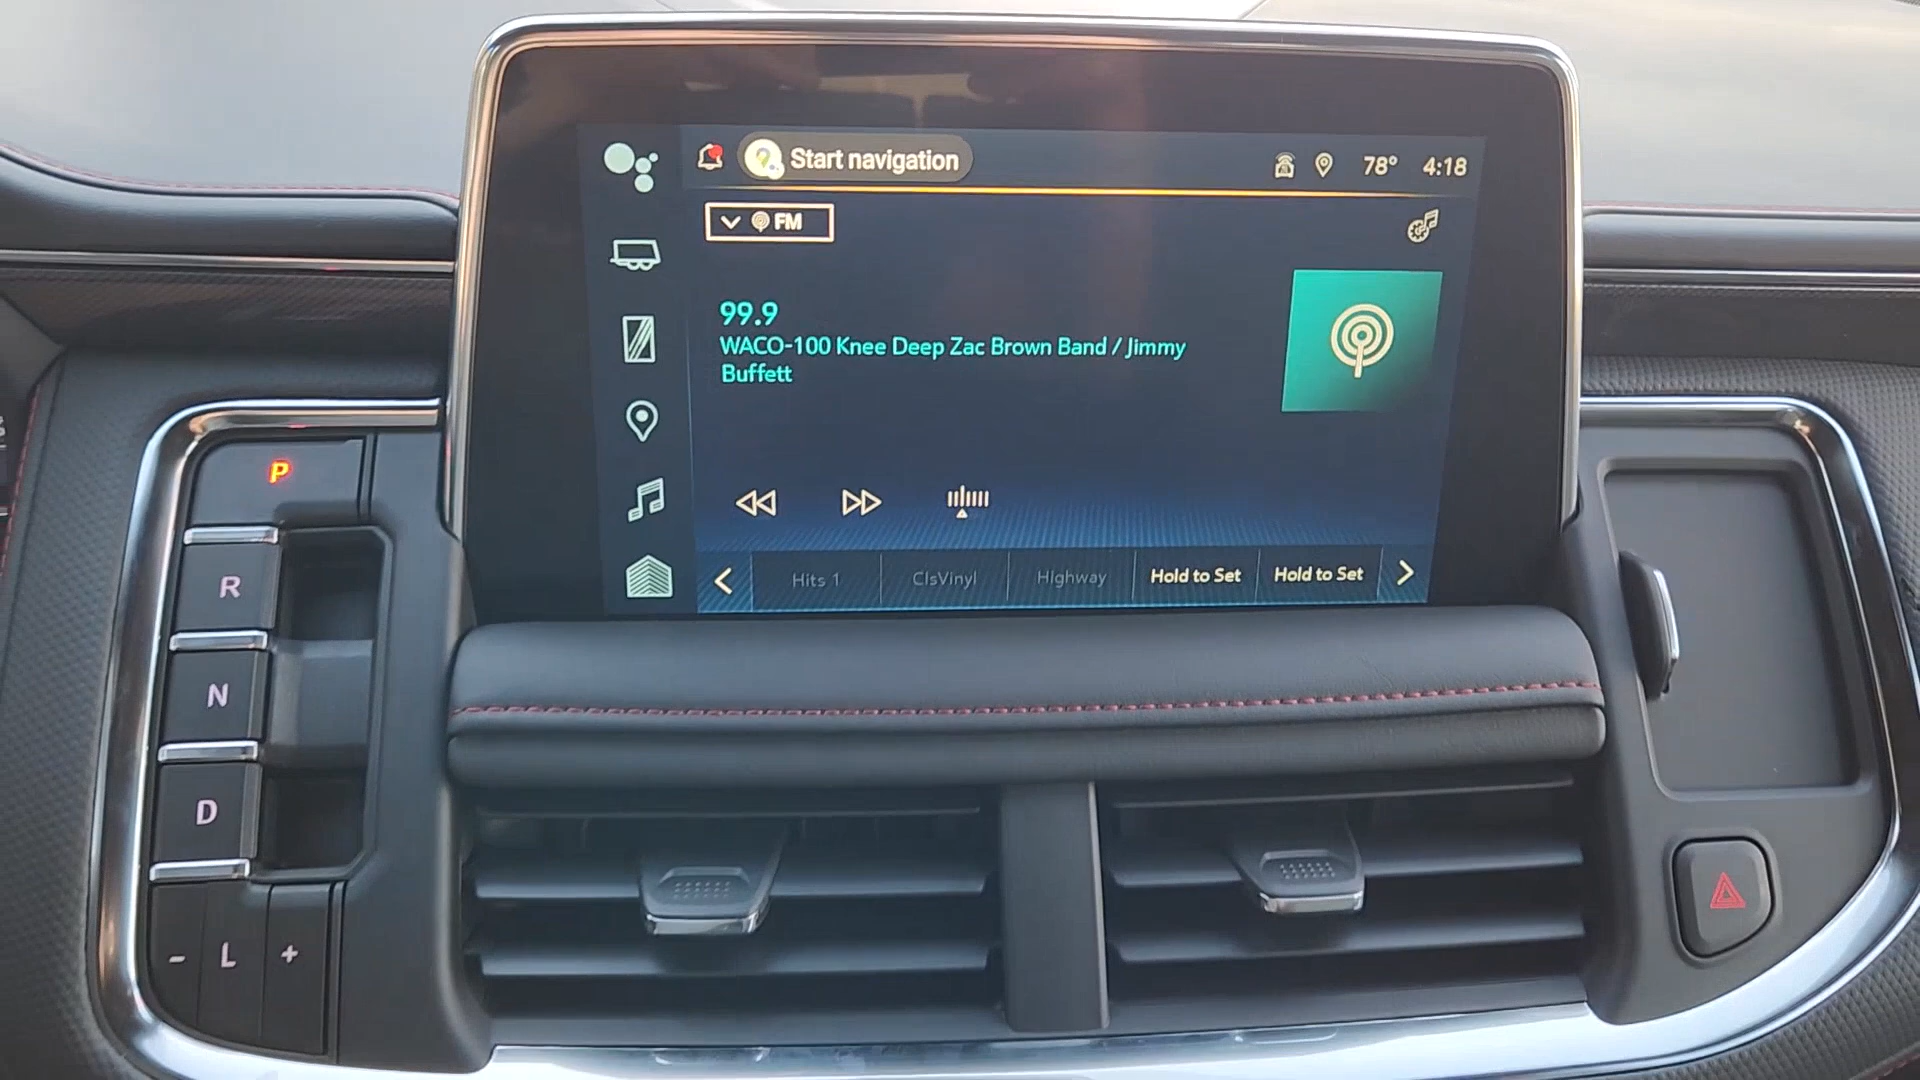 Start navigation
78° 4:18
FM
99.9
WACO-100 Knee Deep Zac Brown Band / Jimmy
Buffett
Hits 1 ClsVinyl Highway Hold to Set Hold to Set
P
R
N
D
- L +